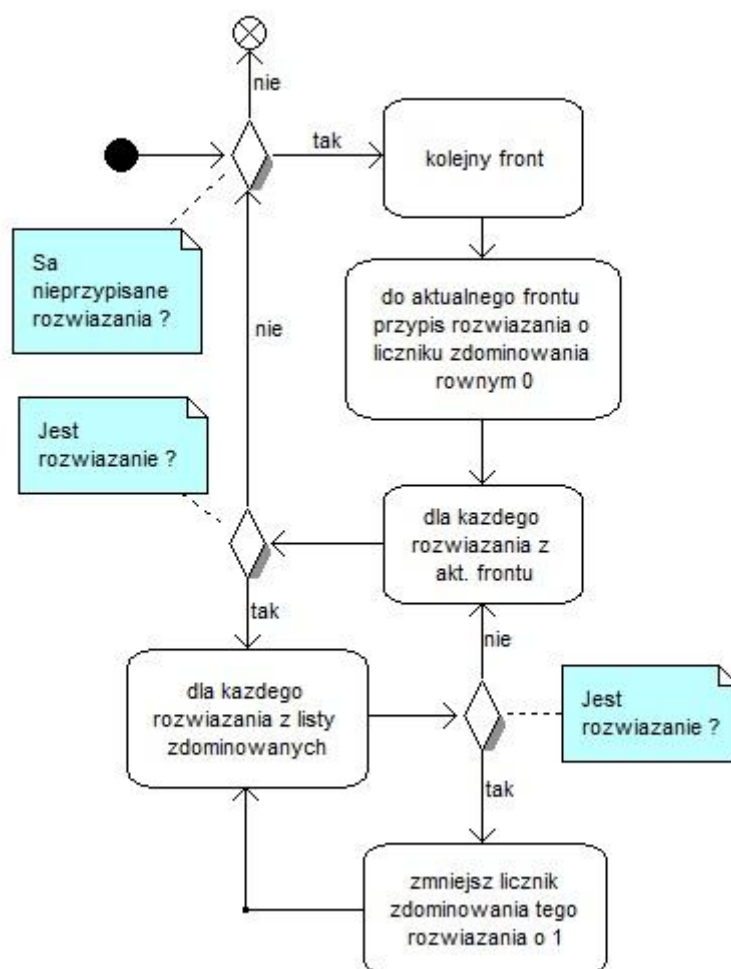 nie
tak
kolejny front
Sa
nieprzypisane
rozwiazania ?
do aktualnego frontu
przypis rozwiazania o
liczniku zdominowania
rownym 0
nie
Jest
rozwiazanie ?
dla kazdego
rozwiazania z
akt. frontu
tak
nie
dla kazdego
rozwiazania z listy
zdominowanych
Jest
rozwiazanie ?
tak
zmniejsz licznik
zdominowania tego
rozwiazania o 1